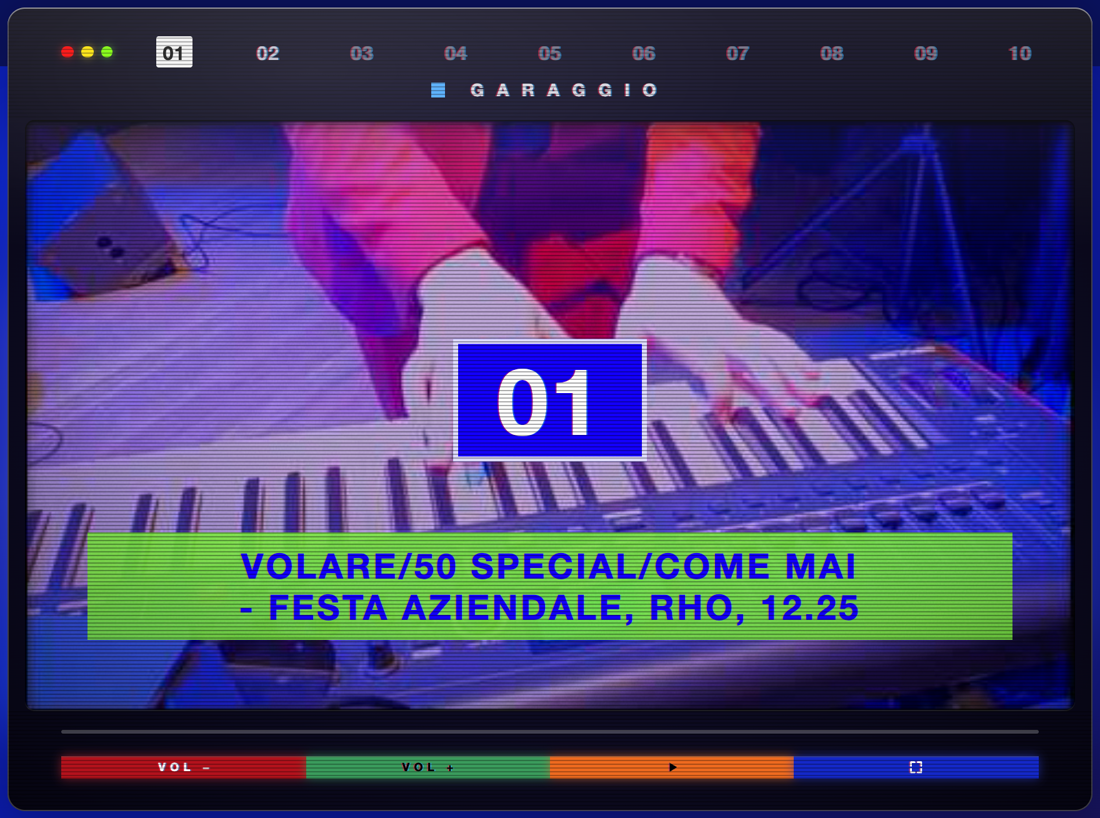 01 02 03 04 05 06 07 08 09 10
GARAGGIO
01
VOLARE/50 SPECIAL/COME MAI
- FESTA AZIENDALE, RHO, 12.25
VOL - VOL +